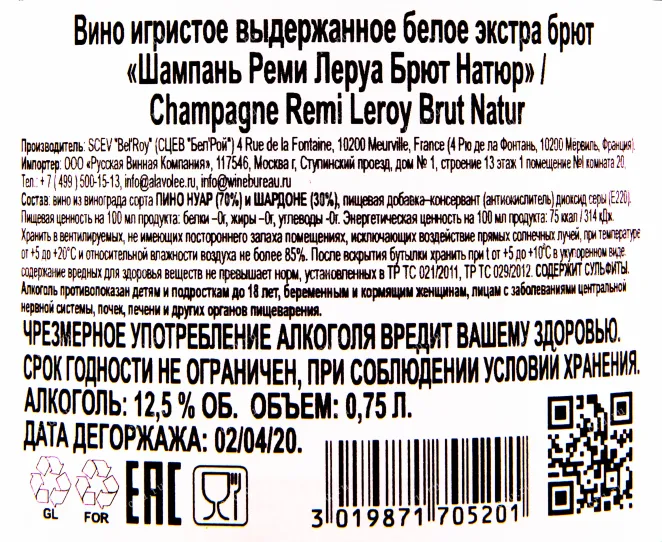 Вино игристое выдержанное белое экстра брют
«Шампань Реми Леруа Брют Натюр» /
Champagne Remi Leroy Brut Natur
Производитель: SCEV "Bel'Roy" (СЦЕВ "Бел'Рой") 4 Rue de la Fontaine, 10200 Meurville, France (4 Рю де ла Фонтань, 10200 Мервиль, Франция).
Импортер: ООО «Русская Винная Компания», 117546, Москва г, Ступинский проезд, дом № 1, строение 13 этаж 1 помещение №I комната 20.
Тел.: + 7 ( 499 ) 500-15-13, info@alavolee.ru, info@winebureau.ru
Состав: вино из винограда сорта ПИНО НУАР (70%) и ШАРДОНЕ (30%), пищевая добавка–консервант (антиокислитель) диоксид серы (Е220).
Пищевая ценность на 100 мл продукта: белки –0г, жиры –0г, углеводы -0г. Энергетическая ценность на 100 мл продукта: 75 ккал / 314 кДж.
Хранить в вентилируемых, не имеющих постороннего запаха помещениях, исключающих воздействие прямых солнечных лучей, при температуре
от +5 до +20°C и относительной влажности воздуха не более 85%. После вскрытия бутылки хранить при t от +5 до +10°C в укупоренном виде.
содержание вредных для здоровья веществ не превышает норм, установленных в ТР ТС 021/2011, ТР ТС 029/2012. СОДЕРЖИТ СУЛЬФИТЫ.
Алкоголь противопоказан детям и подросткам до 18 лет, беременным и кормящим женщинам, лицам с заболеваниями центральной
нервной системы, почек, печени и других органов пищеварения.
ЧРЕЗМЕРНОЕ УПОТРЕБЛЕНИЕ АЛКОГОЛЯ ВРЕДИТ ВАШЕМУ ЗДОРОВЬЮ.
СРОК ГОДНОСТИ НЕ ОГРАНИЧЕН, ПРИ СОБЛЮДЕНИИ УСЛОВИЙ ХРАНЕНИЯ.
АЛКОГОЛЬ: 12,5 % ОБ. ОБЪЕМ: 0,75 Л.
ДАТА ДЕГОРЖАЖА: 02/04/20.
GL FOR EAC
3 019871 705201